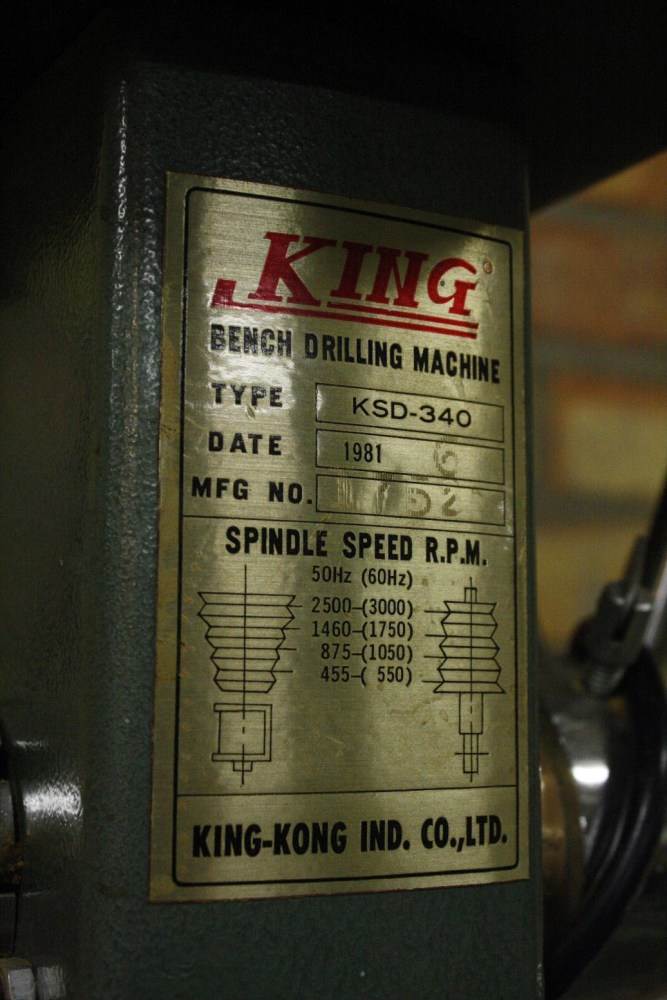 KING
BENCH DRILLING MACHINE
TYPE KSD-340
DATE 1981 6
MFG NO.
SPINDLE SPEED R.P.M.
50Hz (60Hz)
2500-(3000)
1460-(1750)
875-(1050)
455-( 550)
KING-KONG IND. CO.,LTD.